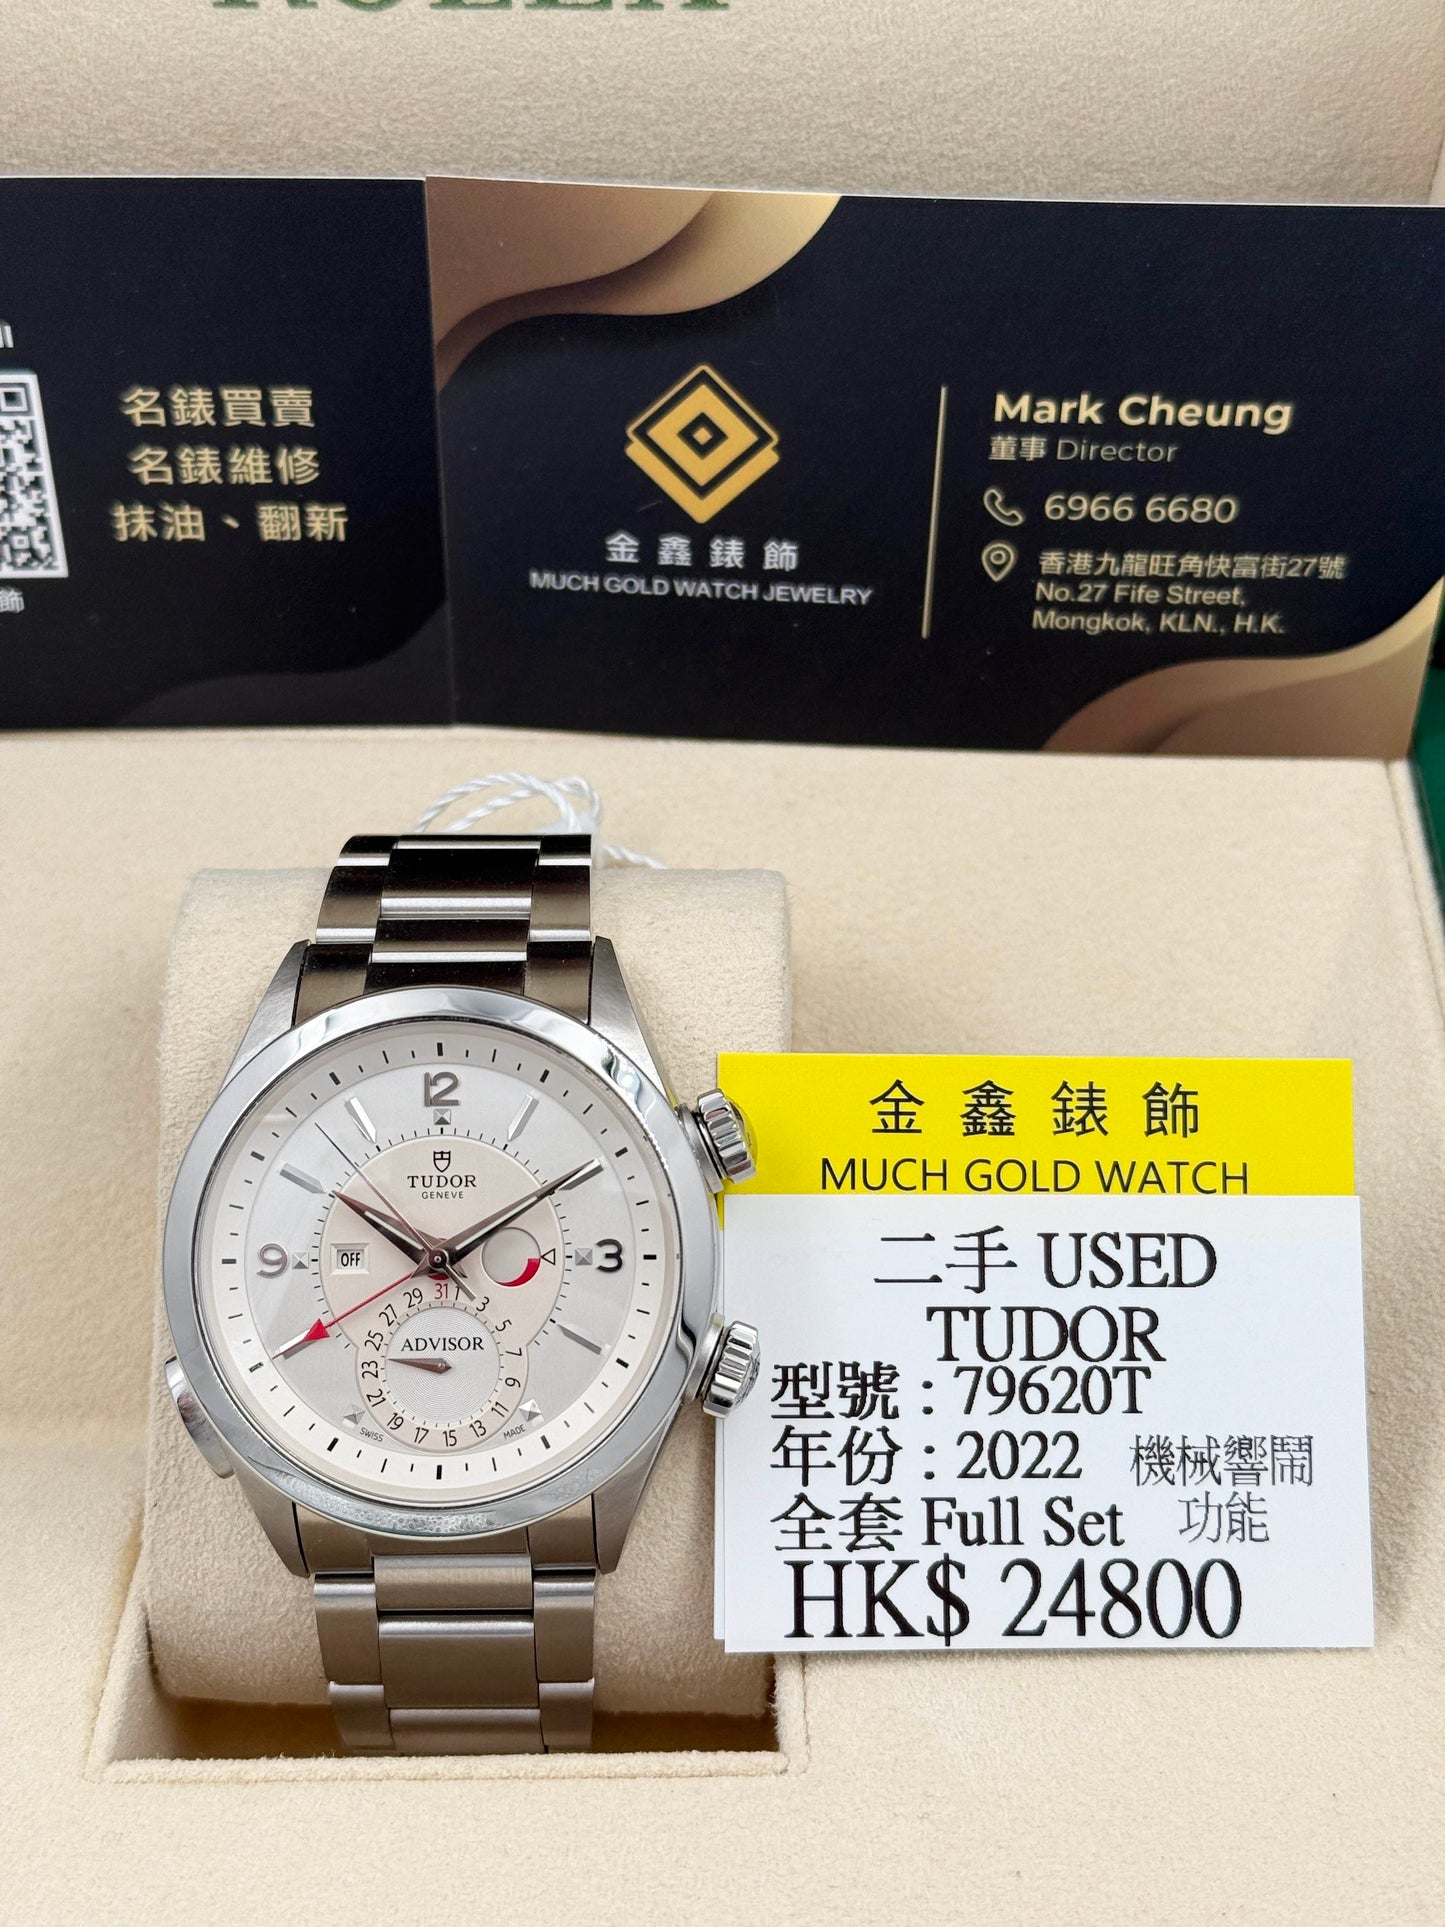 名錶買賣
名錶維修
抹油、翻新
飾
金鑫錶飾
MUCH GOLD WATCH JEWELRY
Mark Cheung
董事 Director
6966 6680
香港九龍旺角快富街27號
No.27 Fife Street,
Mongkok, KLN., H.K.
12
TUDOR
GENEVE
9
OFF
3
31 1 3 5 7 9 11 13 15 17 19 21 23 25 27 29
ADVISOR
SWISS MADE
金鑫錶飾
MUCH GOLD WATCH
二手 USED
TUDOR
型號 : 79620T
年份 : 2022 機械響鬧
全套 Full Set 功能
HK$ 24800